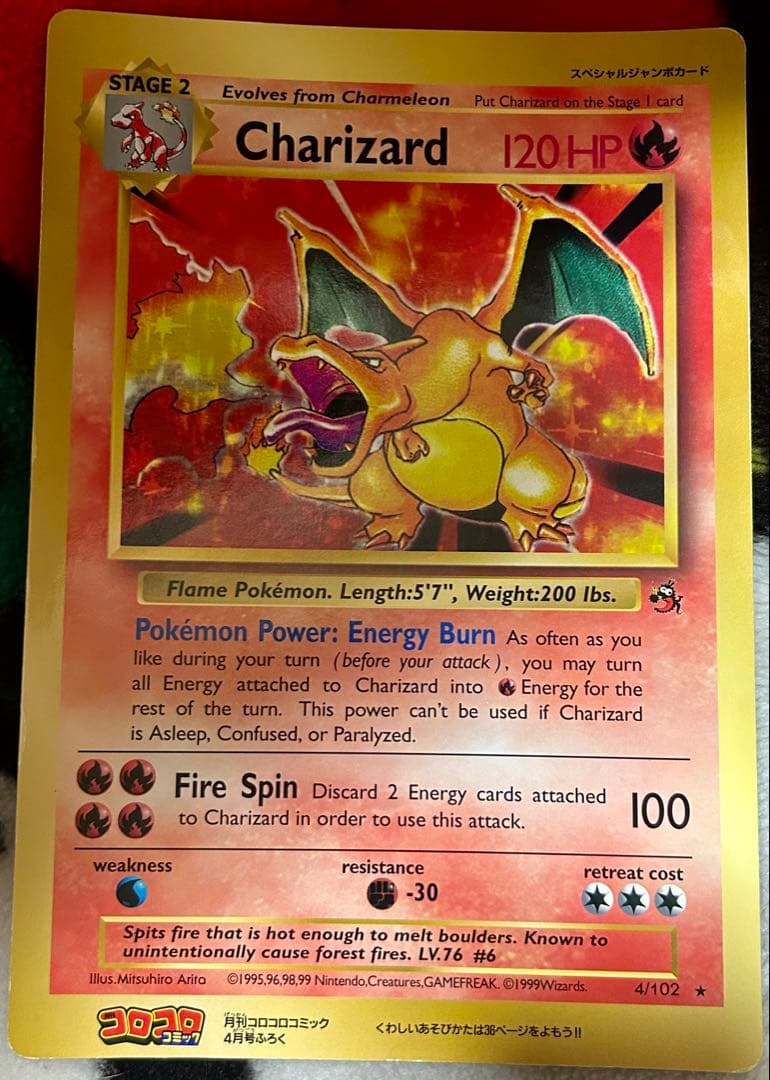 スペシャルジャンボカード
STAGE 2
Evolves from Charmeleon
Put Charizard on the Stage 1 card
Charizard
120 HP
Flame Pokémon. Length:5'7", Weight:200 lbs.
Pokémon Power: Energy Burn As often as you
like during your turn (before your attack), you may turn
all Energy attached to Charizard into Energy for the
rest of the turn. This power can't be used if Charizard
is Asleep, Confused, or Paralyzed.
Fire Spin Discard 2 Energy cards attached
to Charizard in order to use this attack.
100
weakness
resistance
retreat cost
-30
Spits fire that is hot enough to melt boulders. Known to
unintentionally cause forest fires. LV.76 #6
Illus.Mitsuhiro Arita ©1995,96,98,99 Nintendo,Creatures,GAMEFREAK. ©1999Wizards.
4/102 ★
コロコロ
コミック
月刊コロコロコミック
4月号ふろく
くわしいあそびかたは36ページをよもう!!